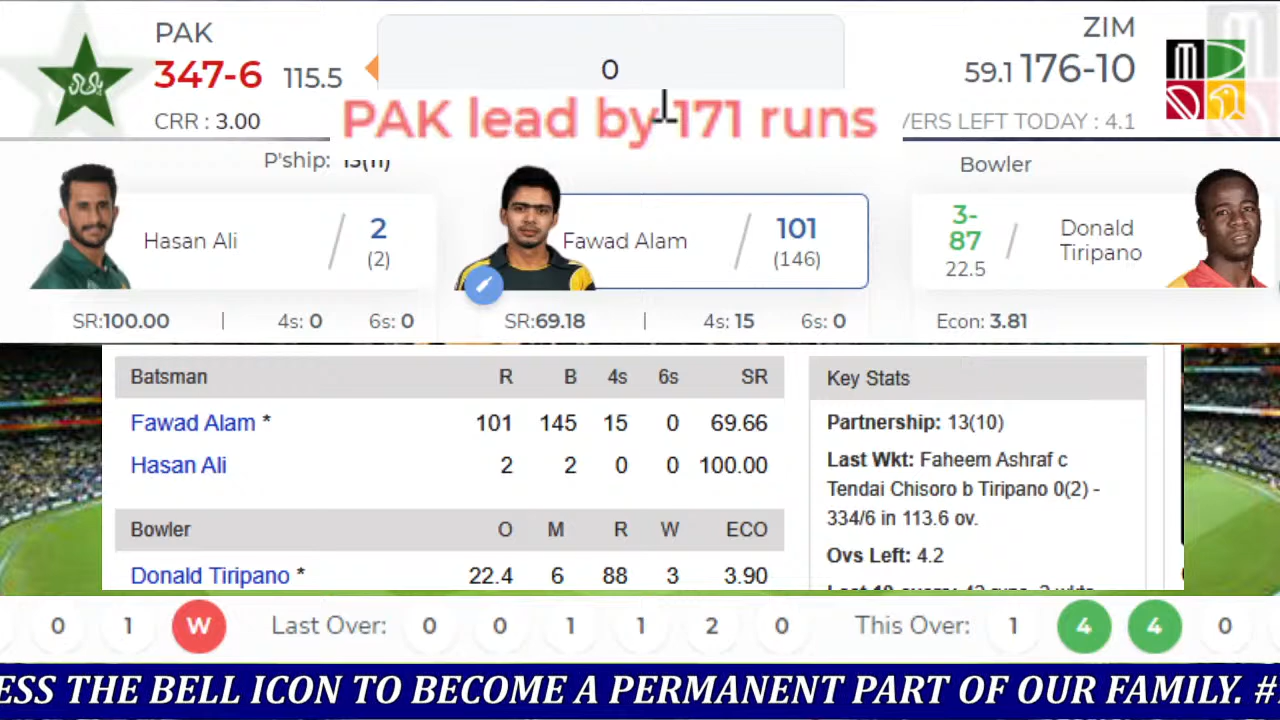 PAK
347-6 115.5
CRR : 3.00
0
PAK lead by 171 runs
ZIM
59.1 176-10
VERS LEFT TODAY : 4.1
P'ship: 13(11)
Hasan Ali
2
(2)
SR:100.00 | 4s: 0 6s: 0
Fawad Alam
101
(146)
SR:69.18 | 4s: 15 6s: 0
Bowler
3-
87
22.5
Donald
Tiripano
Econ: 3.81
Batsman R B 4s 6s SR
Fawad Alam * 101 145 15 0 69.66
Hasan Ali 2 2 0 0 100.00
Bowler O M R W ECO
Donald Tiripano * 22.4 6 88 3 3.90
Key Stats
Partnership: 13(10)
Last Wkt: Faheem Ashraf c
Tendai Chisoro b Tiripano 0(2) -
334/6 in 113.6 ov.
Ovs Left: 4.2
0 1 W Last Over: 0 0 1 1 2 0 This Over: 1 4 4 0
ESS THE BELL ICON TO BECOME A PERMANENT PART OF OUR FAMILY. #